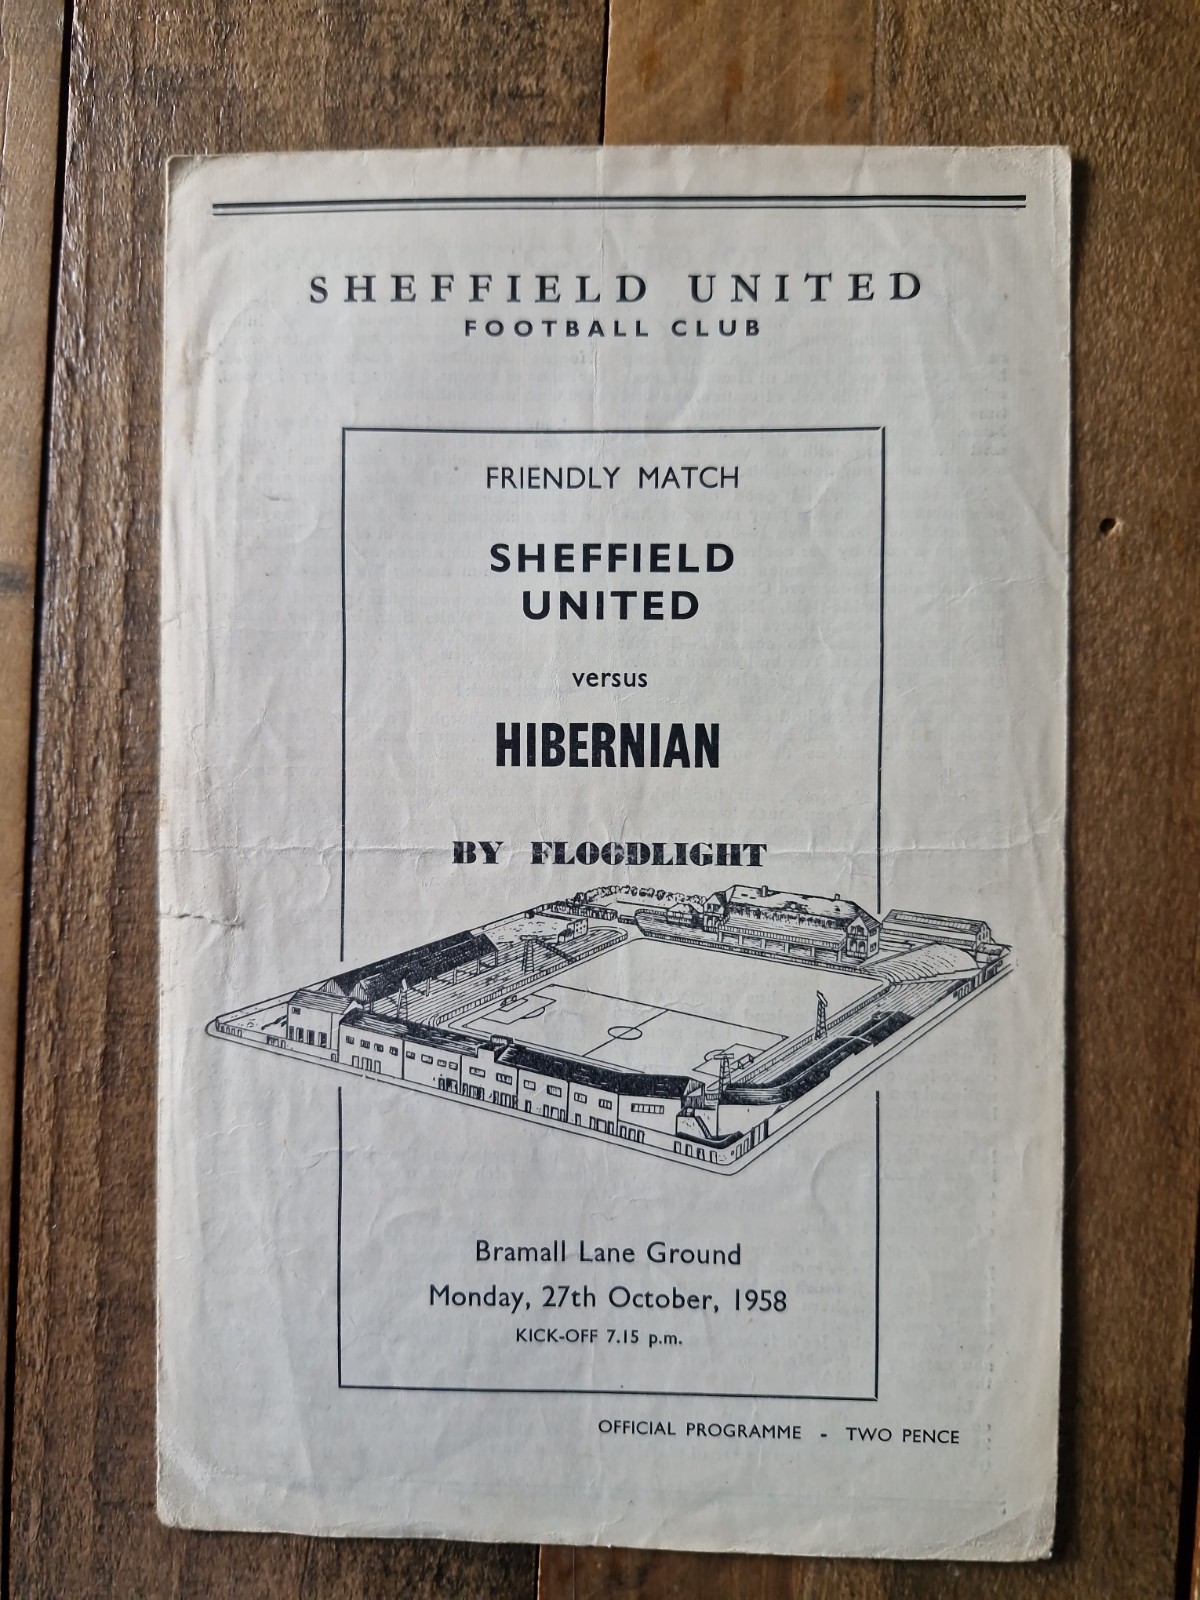 SHEFFIELD UNITED
FOOTBALL CLUB
FRIENDLY MATCH
SHEFFIELD
UNITED
versus
HIBERNIAN
BY FLOODLIGHT
Bramall Lane Ground
Monday, 27th October, 1958
KICK-OFF 7.15 p.m.
OFFICIAL PROGRAMME - TWO PENCE